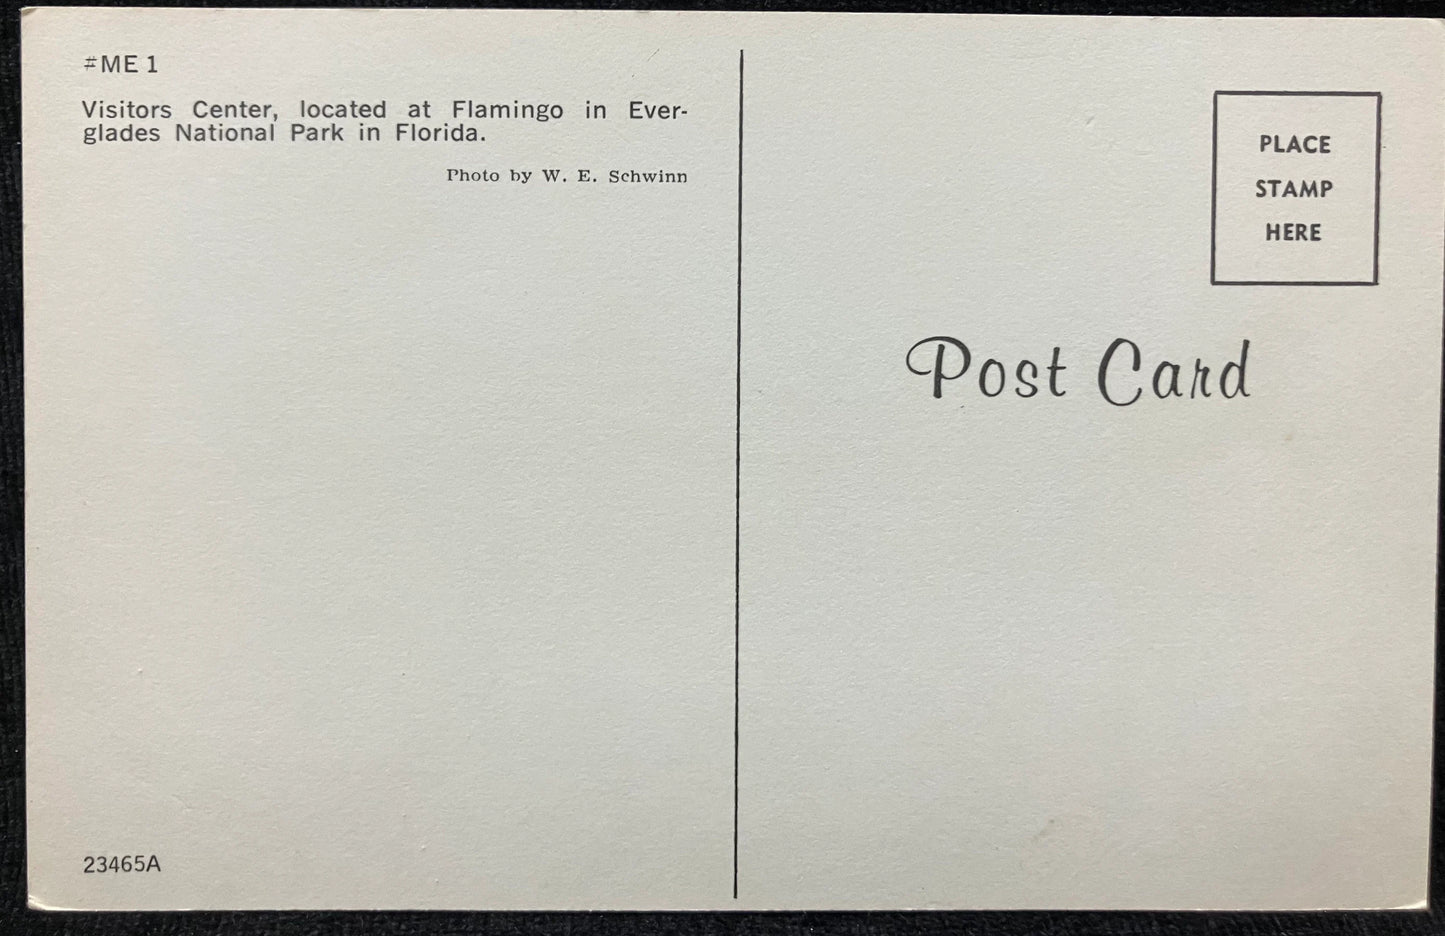 #ME 1
Visitors Center, located at Flamingo in Ever-
glades National Park in Florida.
Photo by W. E. Schwinn
23465A
PLACE
STAMP
HERE
Post Card